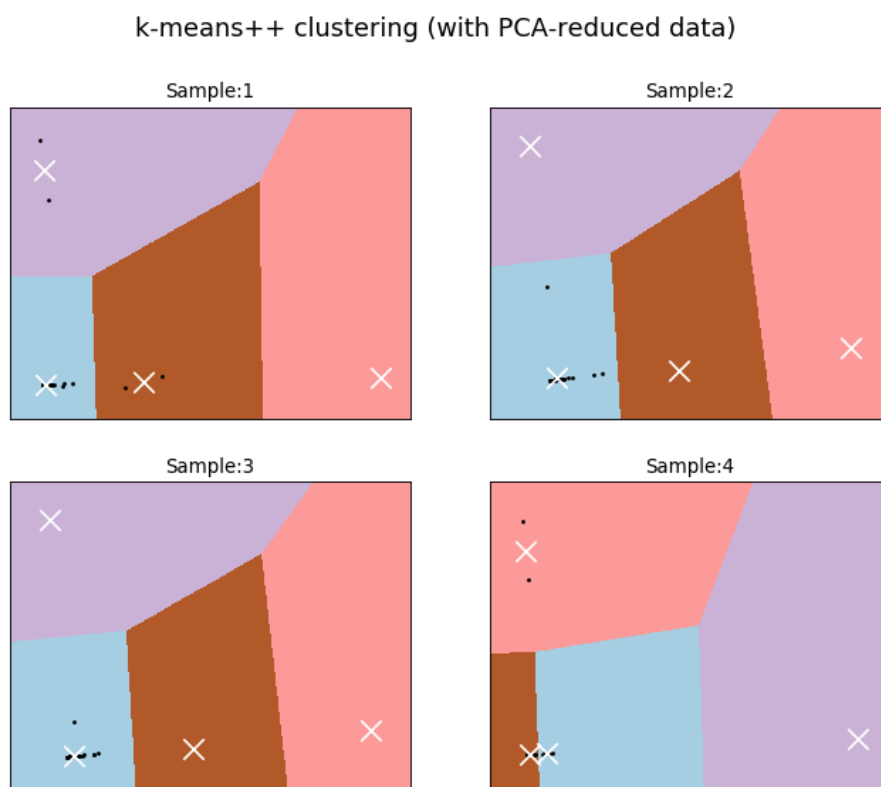 k-means++ clustering (with PCA-reduced data)
Sample:1
Sample:2
Sample:3
Sample:4